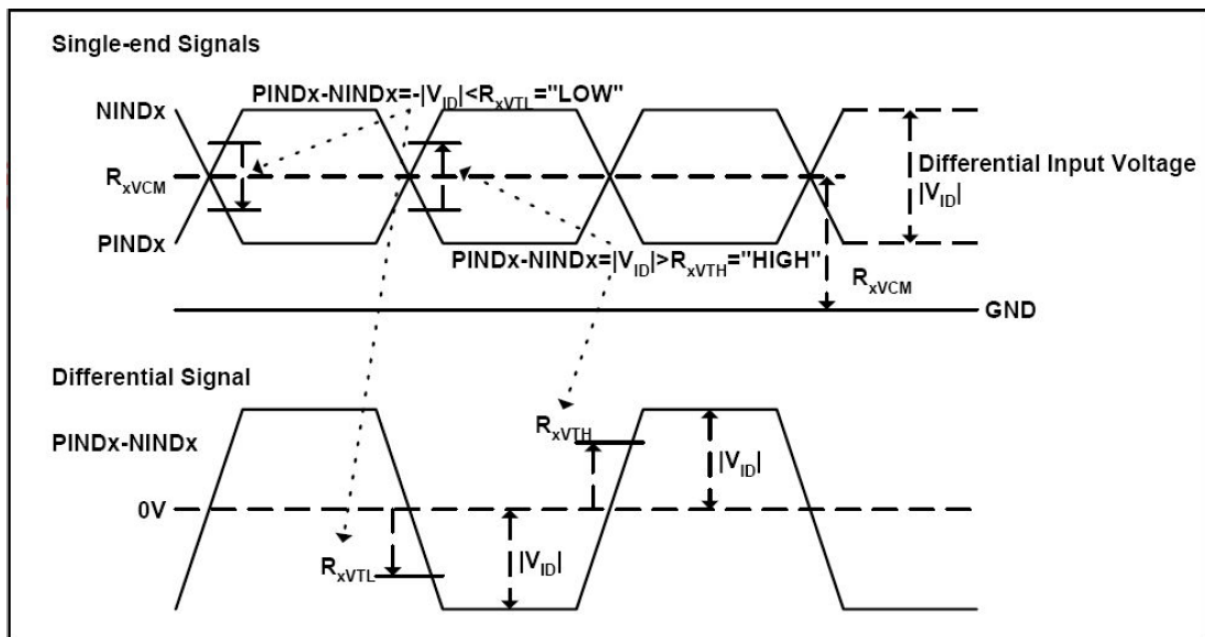 Single-end Signals
PINDx-NINDx=-|VID|<RxVTL="LOW"
NINDx
Differential Input Voltage
|VID|
RxVCM
PINDx
PINDx-NINDx=|VID|>RxVTH="HIGH"
RxVCM
GND
Differential Signal
RxVTH
PINDx-NINDx
|VID|
0V
|VID|
RxVTL